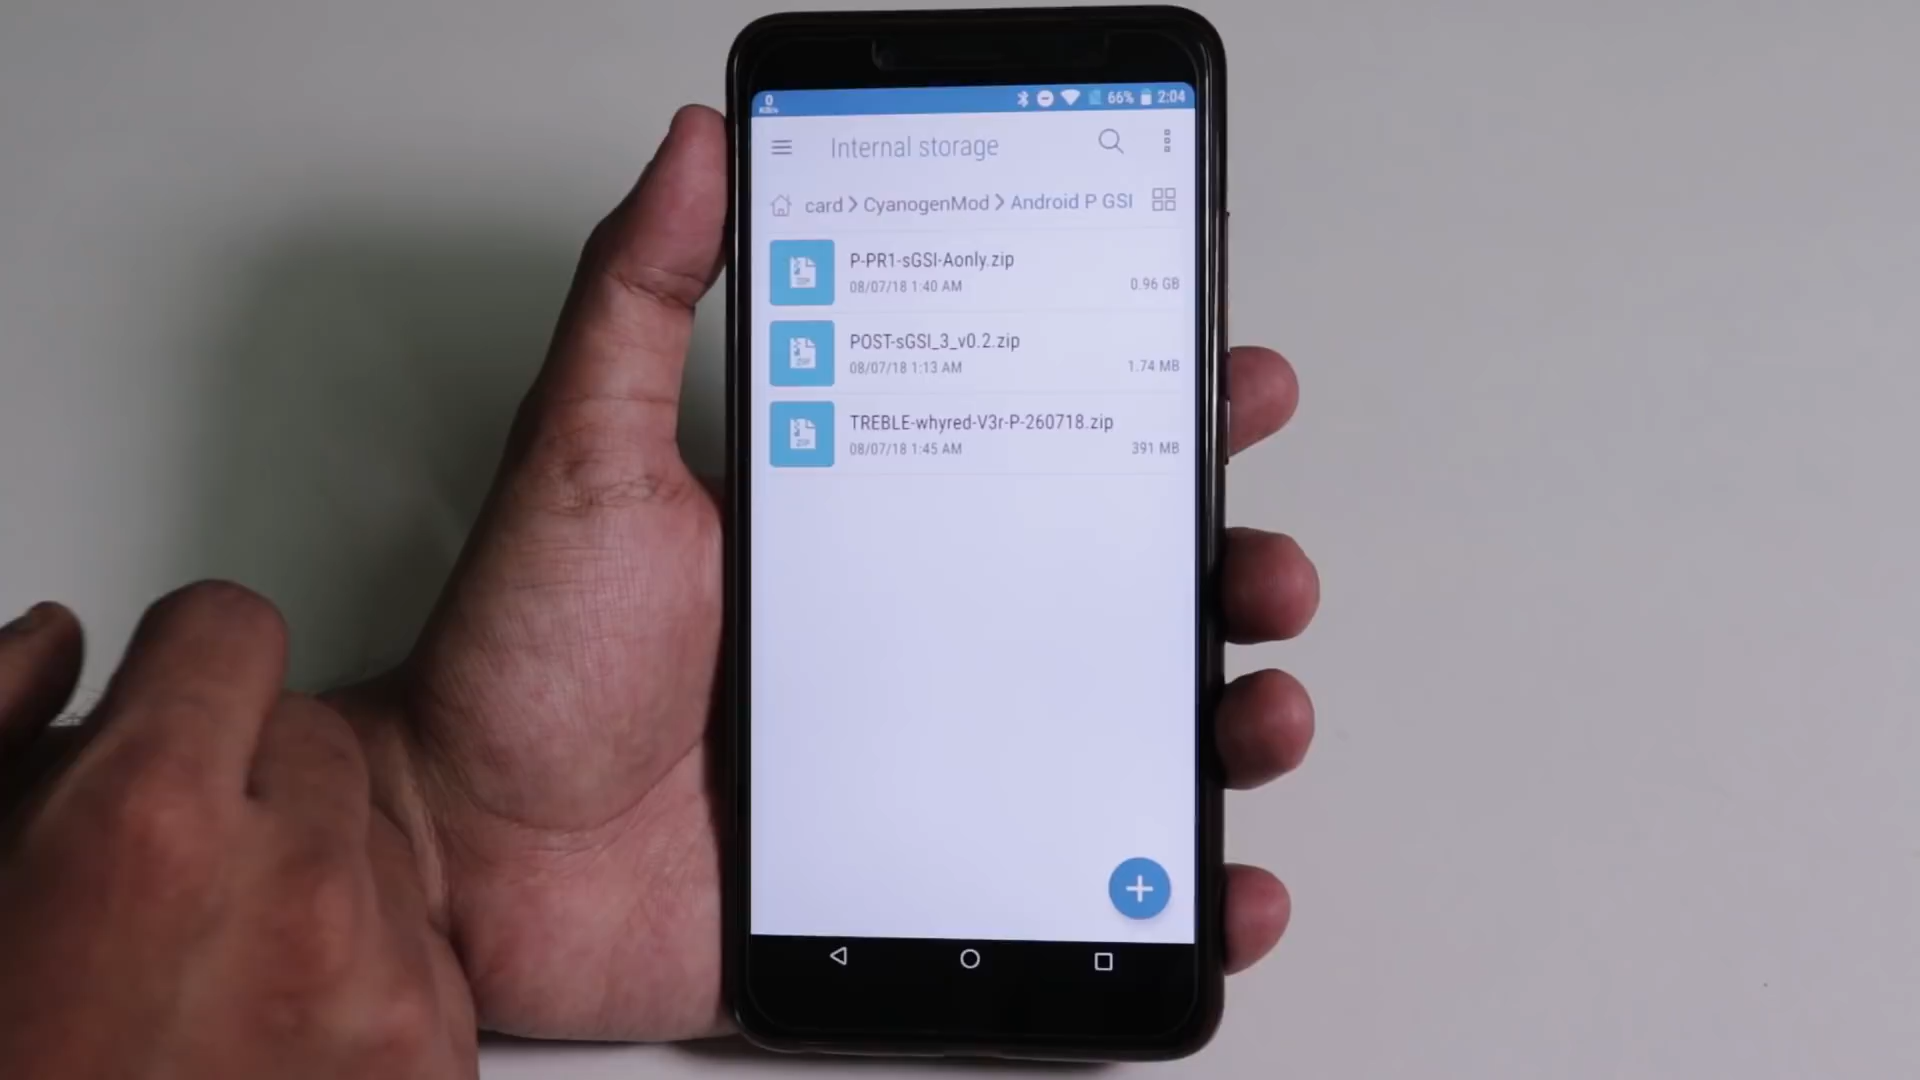 0
66% 2:04
Internal storage
card > CyanogenMod > Android P GSI
P-PR1-sGSI-Aonly.zip
08/07/18 1:40 AM 0.96 GB
POST-sGSI_3_v0.2.zip
08/07/18 1:13 AM 1.74 MB
TREBLE-whyred-V3r-P-260718.zip
08/07/18 1:45 AM 391 MB